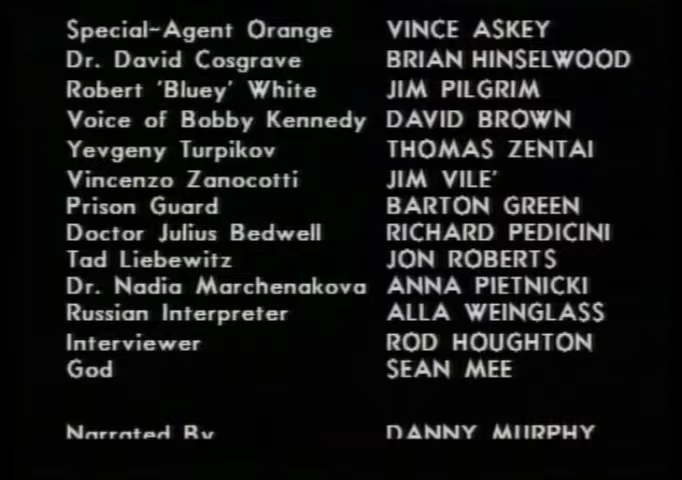 Special-Agent Orange VINCE ASKEY
Dr. David Cosgrave BRIAN HINSELWOOD
Robert 'Bluey' White JIM PILGRIM
Voice of Bobby Kennedy DAVID BROWN
Yevgeny Turpikov THOMAS ZENTAI
Vincenzo Zanocotti JIM VILE'
Prison Guard BARTON GREEN
Doctor Julius Bedwell RICHARD PEDICINI
Tad Liebewitz JON ROBERTS
Dr. Nadia Marchenakova ANNA PIETNICKI
Russian Interpreter ALLA WEINGLASS
Interviewer ROD HOUGHTON
God SEAN MEE
Narrated By DANNY MURPHY